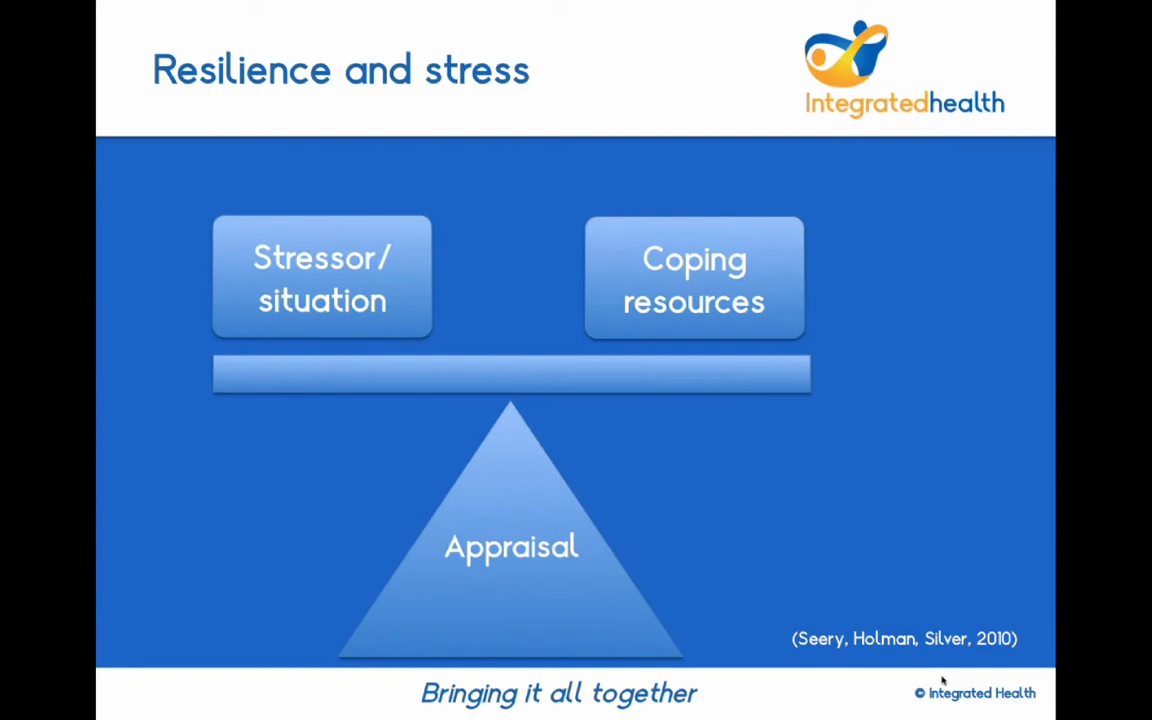 Resilience and stress
Integratedhealth
Stressor/
situation
Coping
resources
Appraisal
(Seery, Holman, Silver, 2010)
Bringing it all together
© Integrated Health